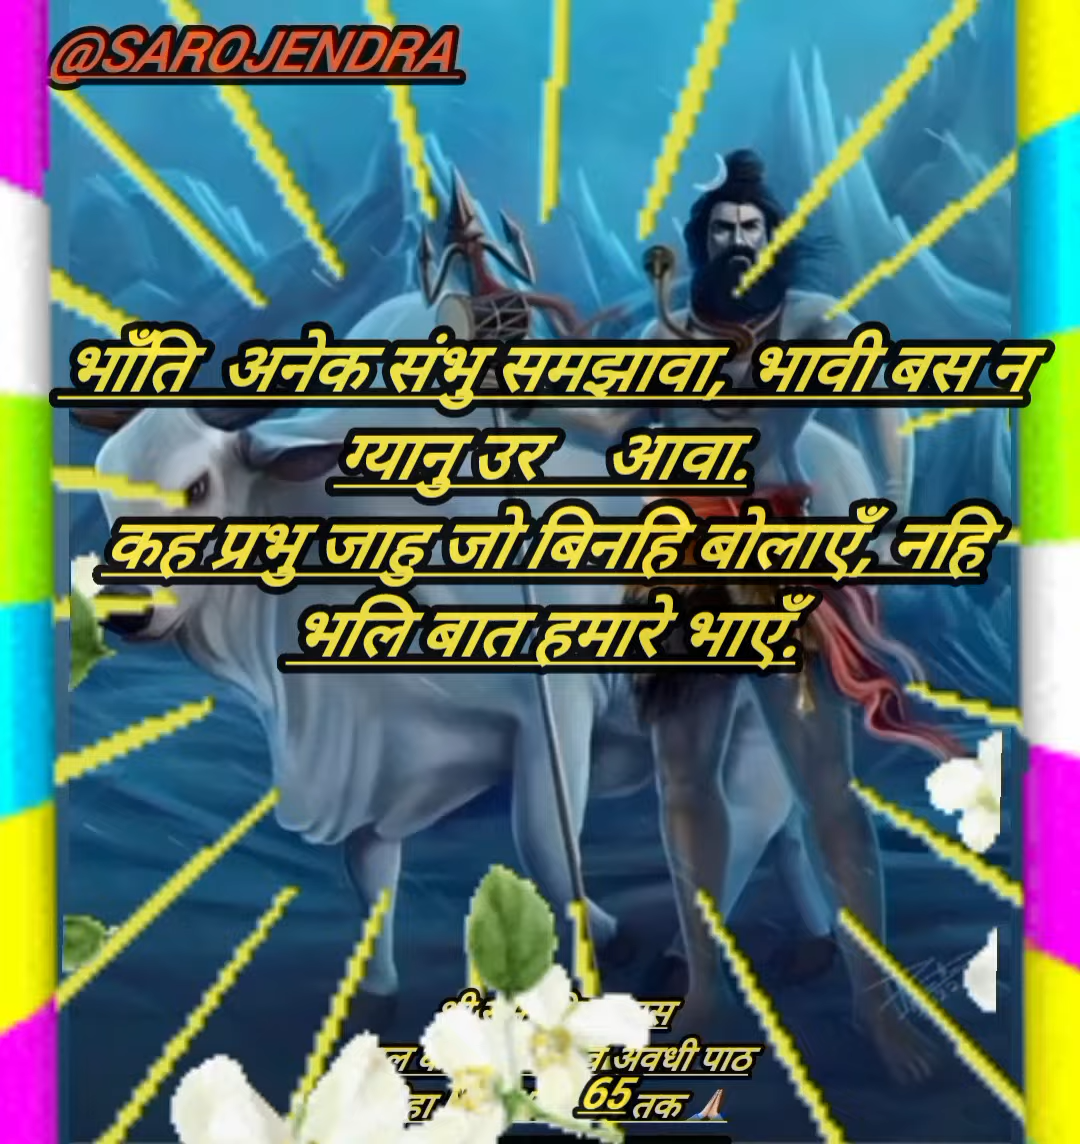 @SAROJENDRA
भाँति अनेक संभु समझावा, भावी बस न
ग्यानु उर आवा.
कह प्रभु जाहु जो बिनहि बोलाएँ, नहि
भलि बात हमारे भाएँ.
अवधी पाठ
65 तक 🙏🏻